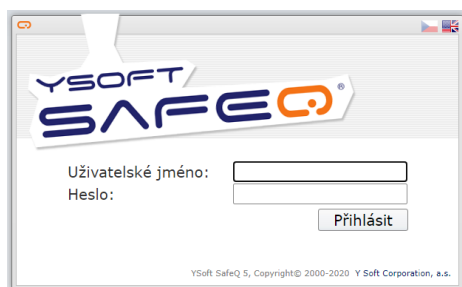 YSOFT
SAFEQ®
Uživatelské jméno:
Heslo:
Přihlásit
YSoft SafeQ 5, Copyright© 2000-2020 Y Soft Corporation, a.s.